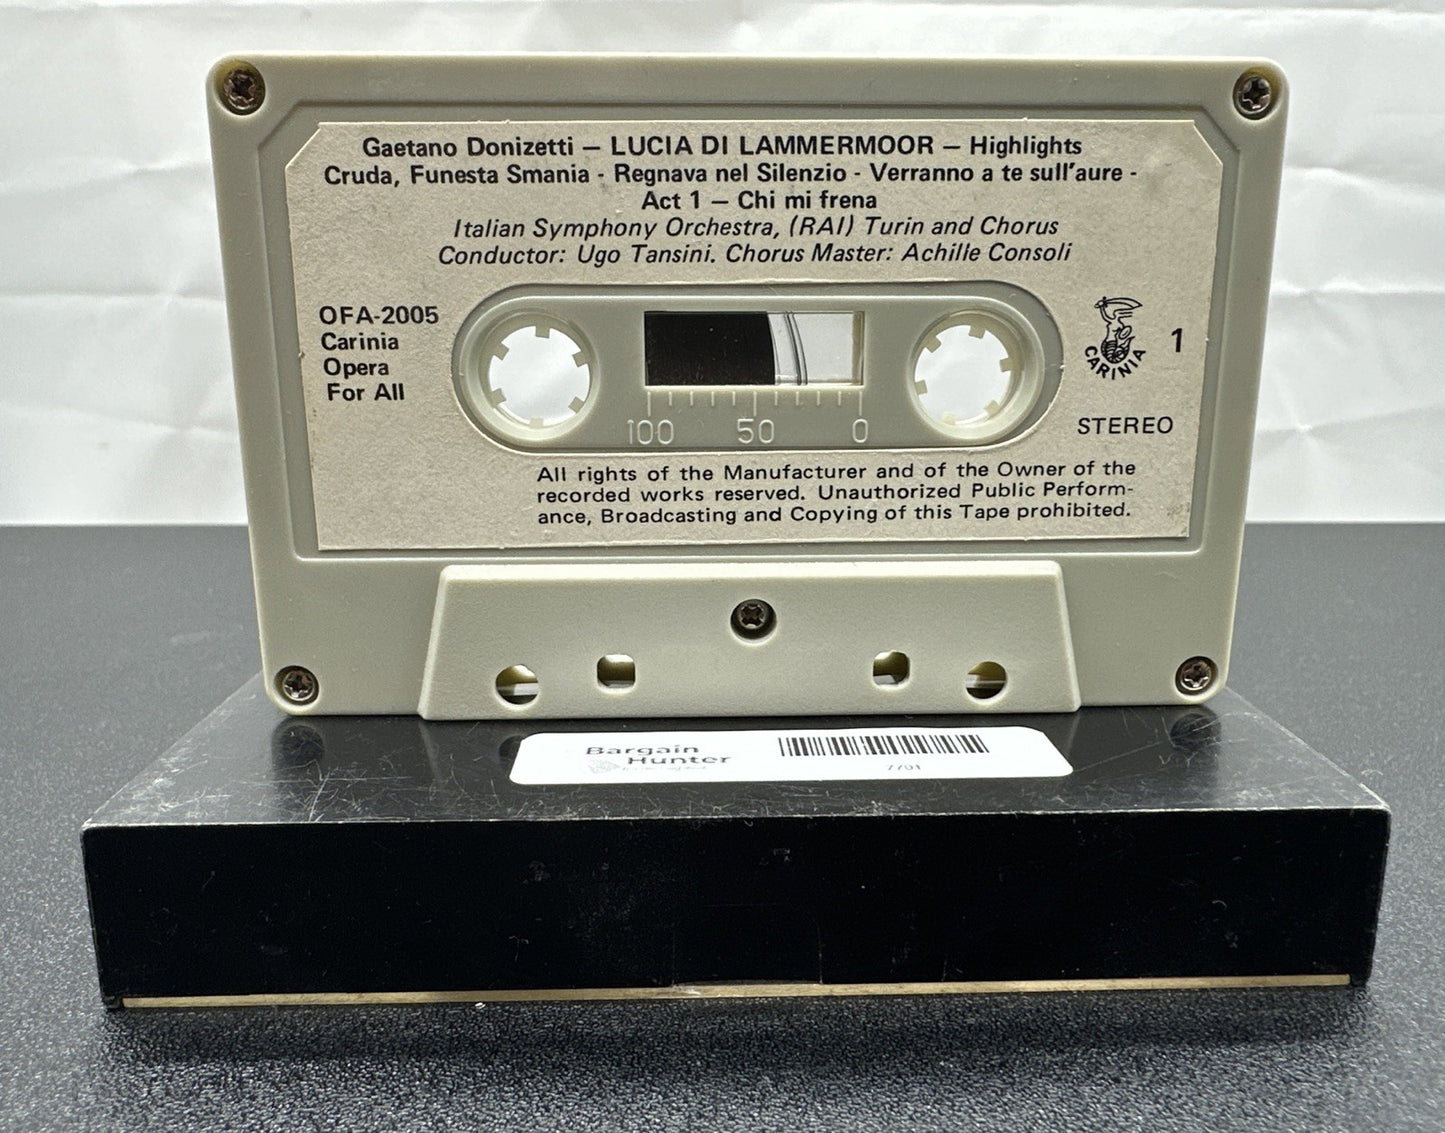 Gaetano Donizetti – LUCIA DI LAMMERMOOR – Highlights
Cruda, Funesta Smania - Regnava nel Silenzio - Verranno a te sull'aure -
Act 1 – Chi mi frena
Italian Symphony Orchestra, (RAI) Turin and Chorus
Conductor: Ugo Tansini. Chorus Master: Achille Consoli
OFA-2005
Carinia
Opera
For All
CARINIA
1
STEREO
100 50 0
All rights of the Manufacturer and of the Owner of the
recorded works reserved. Unauthorized Public Perform-
ance, Broadcasting and Copying of this Tape prohibited.
Bargain
Hunter
7701